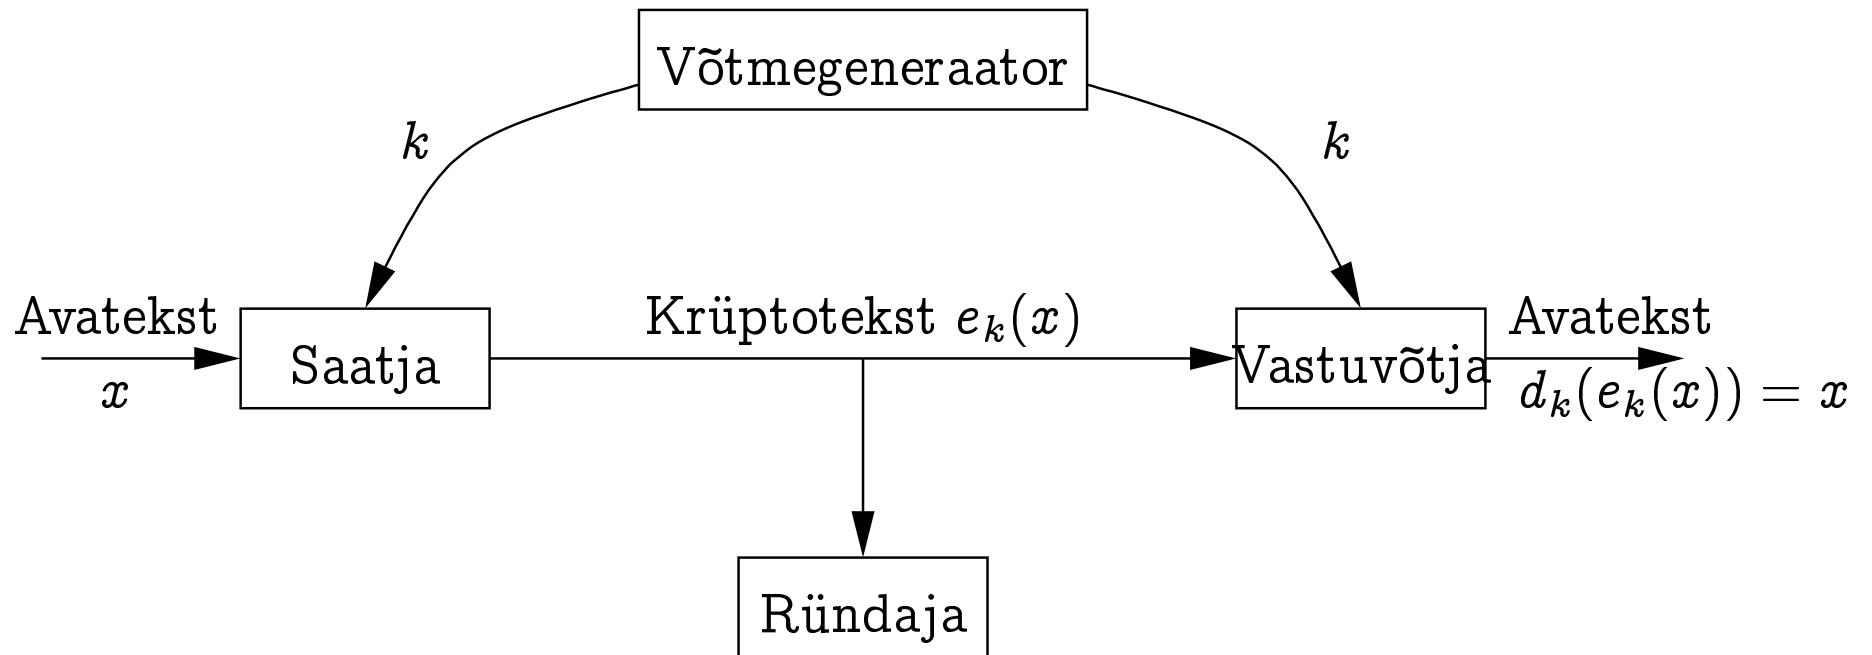 Võtmegeneraator
k
k
Avatekst
Krüptotekst e_k(x)
Avatekst
Saatja
Vastuvõtja
x
d_k(e_k(x)) = x
Ründaja